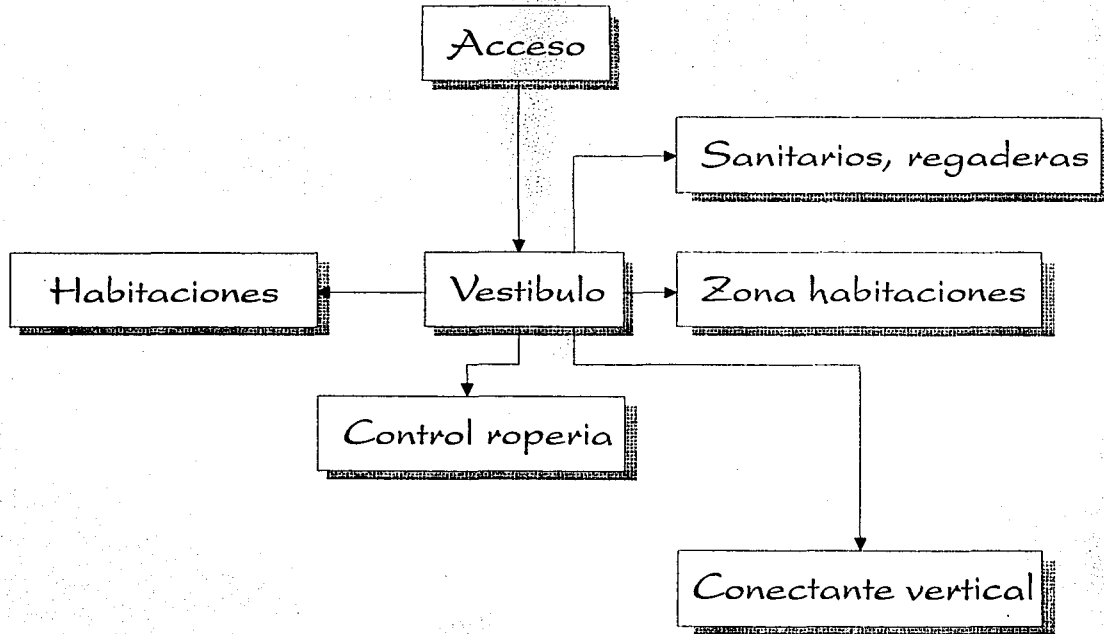 Acceso
Sanitarios, regaderas
Habitaciones
Vestibulo
Zona habitaciones
Control roperia
Conectante vertical